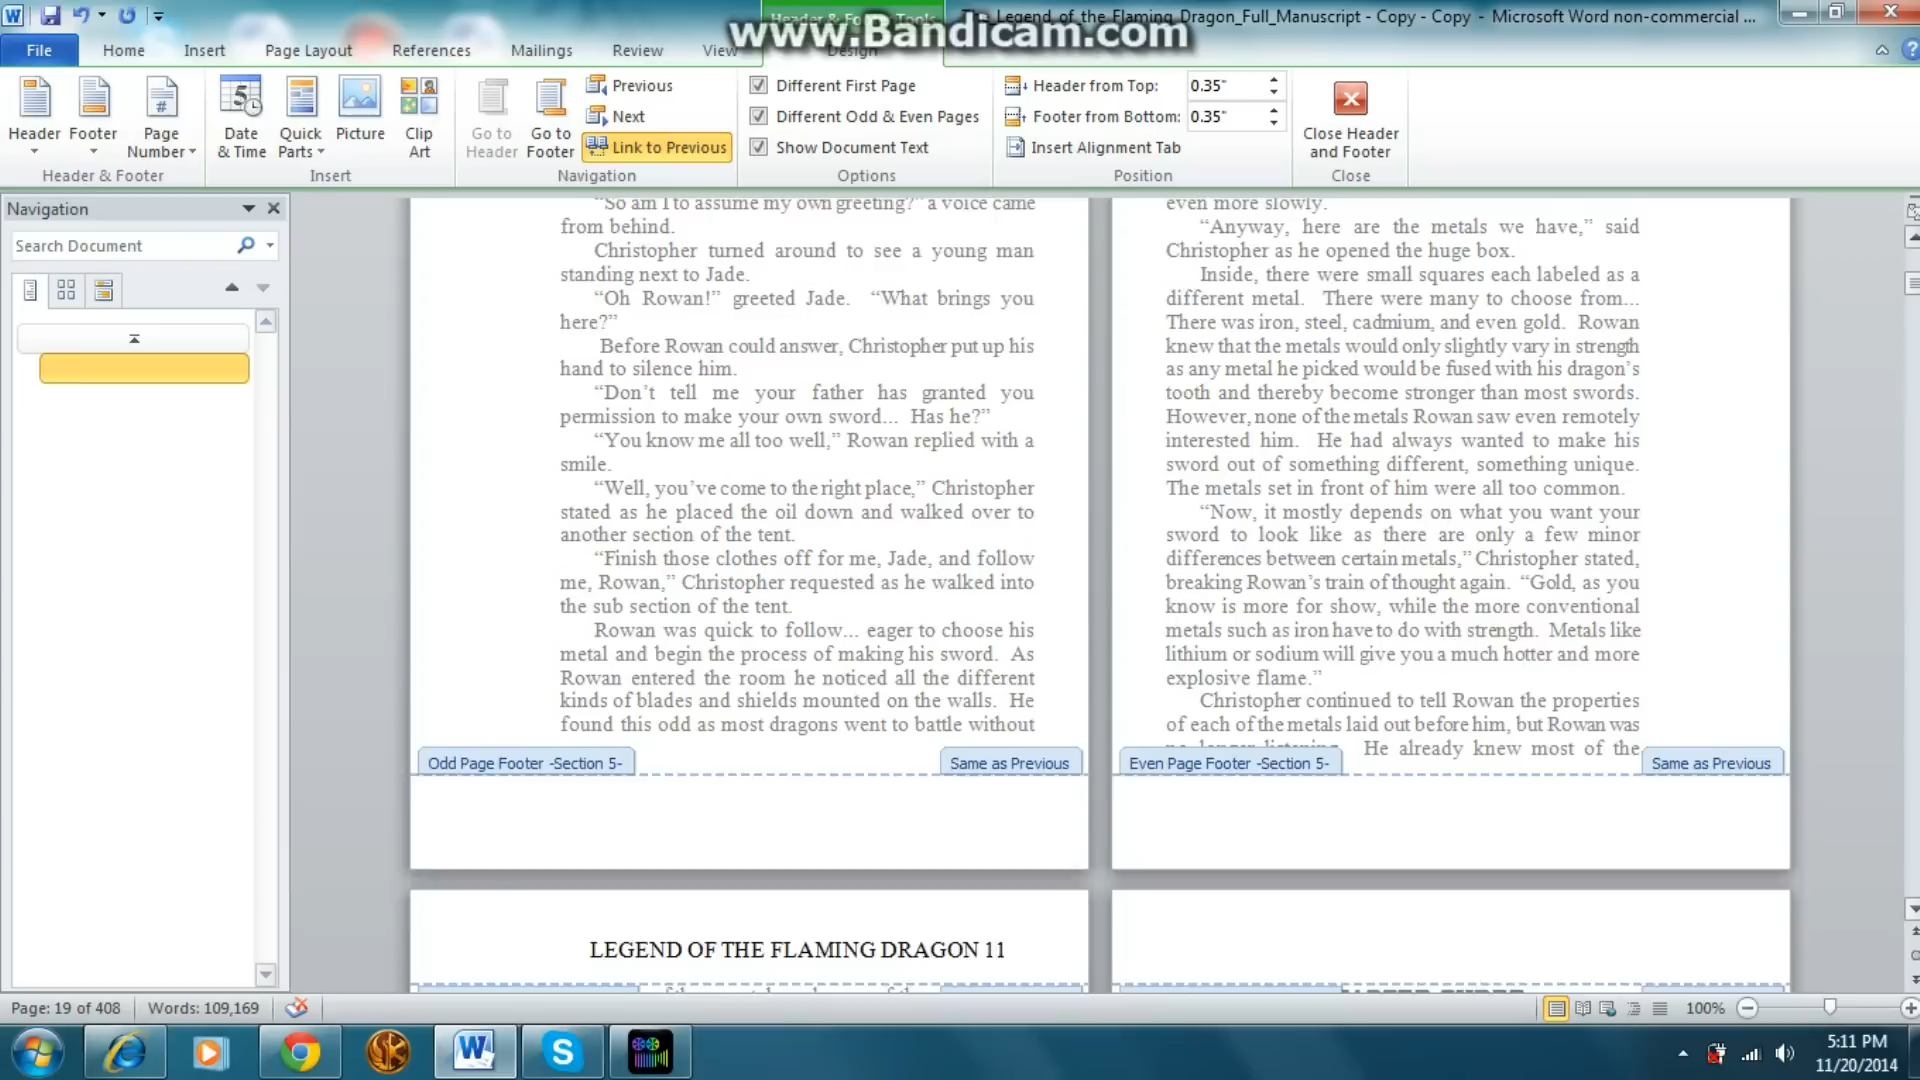 Header & Footer Tools
The_Legend_of_the_Flaming_Dragon_Full_Manuscript - Copy - Copy - Microsoft Word non-commercial ...
www.Bandicam.com
File Home Insert Page Layout References Mailings Review View Design
Header
Footer
Page Number
Header & Footer
Date & Time
Quick Parts
Picture
Clip Art
Insert
Go to Header
Go to Footer
Previous
Next
Link to Previous
Navigation
Different First Page
Different Odd & Even Pages
Show Document Text
Options
Header from Top: 0.35"
Footer from Bottom: 0.35"
Insert Alignment Tab
Position
Close Header and Footer
Close
Navigation
Search Document
“So am I to assume my own greeting?” a voice came
from behind.
Christopher turned around to see a young man
standing next to Jade.
“Oh Rowan!” greeted Jade. “What brings you
here?”
Before Rowan could answer, Christopher put up his
hand to silence him.
“Don’t tell me your father has granted you
permission to make your own sword... Has he?”
“You know me all too well,” Rowan replied with a
smile.
“Well, you’ve come to the right place,” Christopher
stated as he placed the oil down and walked over to
another section of the tent.
“Finish those clothes off for me, Jade, and follow
me, Rowan,” Christopher requested as he walked into
the sub section of the tent.
Rowan was quick to follow... eager to choose his
metal and begin the process of making his sword. As
Rowan entered the room he noticed all the different
kinds of blades and shields mounted on the walls. He
found this odd as most dragons went to battle without
Odd Page Footer -Section 5- Same as Previous
LEGEND OF THE FLAMING DRAGON 11
even more slowly.
“Anyway, here are the metals we have,” said
Christopher as he opened the huge box.
Inside, there were small squares each labeled as a
different metal. There were many to choose from...
There was iron, steel, cadmium, and even gold. Rowan
knew that the metals would only slightly vary in strength
as any metal he picked would be fused with his dragon’s
tooth and thereby become stronger than most swords.
However, none of the metals Rowan saw even remotely
interested him. He had always wanted to make his
sword out of something different, something unique.
The metals set in front of him were all too common.
“Now, it mostly depends on what you want your
sword to look like as there are only a few minor
differences between certain metals,” Christopher stated,
breaking Rowan’s train of thought again. “Gold, as you
know is more for show, while the more conventional
metals such as iron have to do with strength. Metals like
lithium or sodium will give you a much hotter and more
explosive flame.”
Christopher continued to tell Rowan the properties
of each of the metals laid out before him, but Rowan was
no longer listening. He already knew most of the
Even Page Footer -Section 5- Same as Previous
Page: 19 of 408 Words: 109,169 100%
5:11 PM
11/20/2014